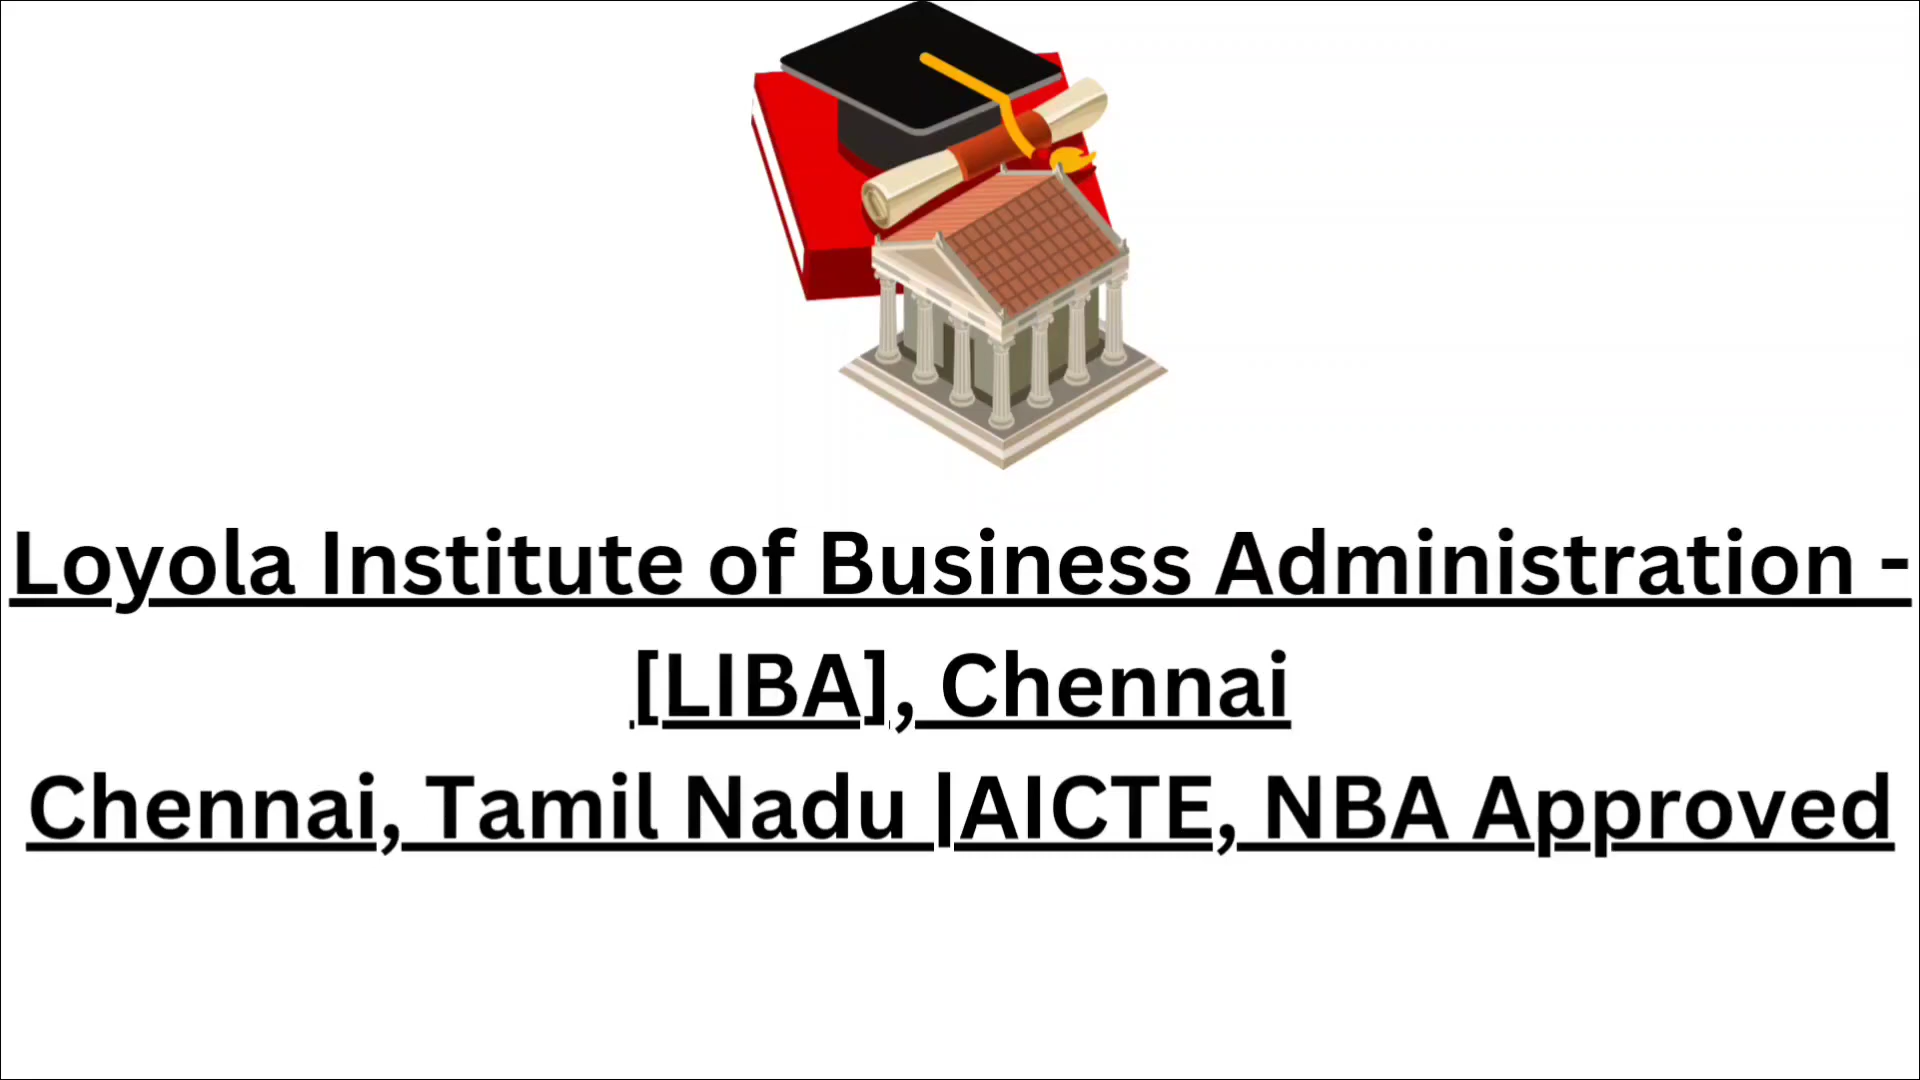 Loyola Institute of Business Administration -
[LIBA], Chennai
Chennai, Tamil Nadu |AICTE, NBA Approved